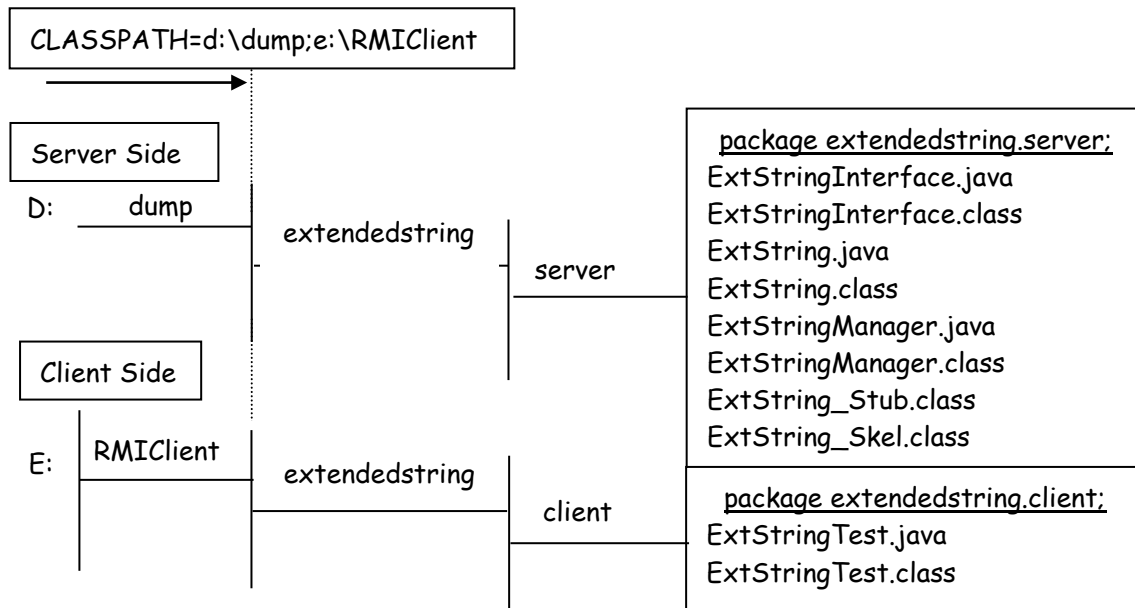 CLASSPATH=d:\dump;e:\RMIClient
Server Side
D:
dump
extendedstring
server
package extendedstring.server;
ExtStringInterface.java
ExtStringInterface.class
ExtString.java
ExtString.class
ExtStringManager.java
ExtStringManager.class
ExtString_Stub.class
ExtString_Skel.class
Client Side
E:
RMIClient
extendedstring
client
package extendedstring.client;
ExtStringTest.java
ExtStringTest.class